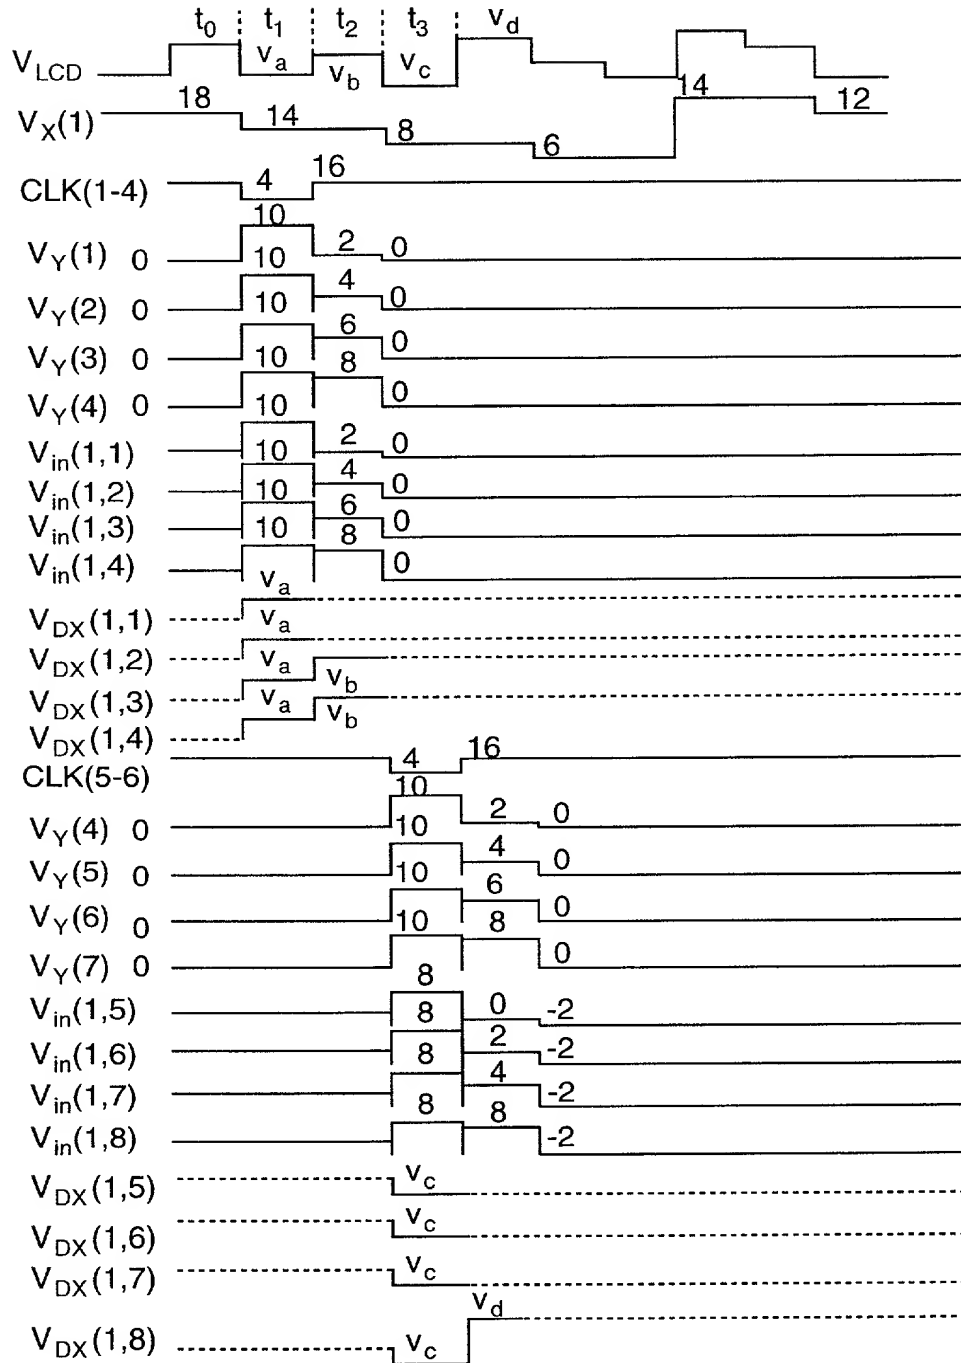 t0 t1 t2 t3 vd
VLCD va vb vc
VX(1) 18 14 8 6 14 12
CLK(1-4) 4 16
10
VY(1) 0 10 2 0
VY(2) 0 10 4 0
VY(3) 0 10 6 0
8
VY(4) 0 10 0
Vin(1,1) 10 2 0
Vin(1,2) 10 4 0
Vin(1,3) 10 6 0
8
Vin(1,4) 0
va
VDX(1,1) va
VDX(1,2) va vb
VDX(1,3) va vb
VDX(1,4)
CLK(5-6) 4 16
10
VY(4) 0 10 2 0
VY(5) 0 10 4 0
VY(6) 0 10 6 0
8
VY(7) 0 8 0
Vin(1,5) 8 0 -2
Vin(1,6) 8 2 -2
Vin(1,7) 8 4 -2
Vin(1,8) 8 -2
VDX(1,5) vc
VDX(1,6) vc
VDX(1,7) vc
vd
VDX(1,8) vc